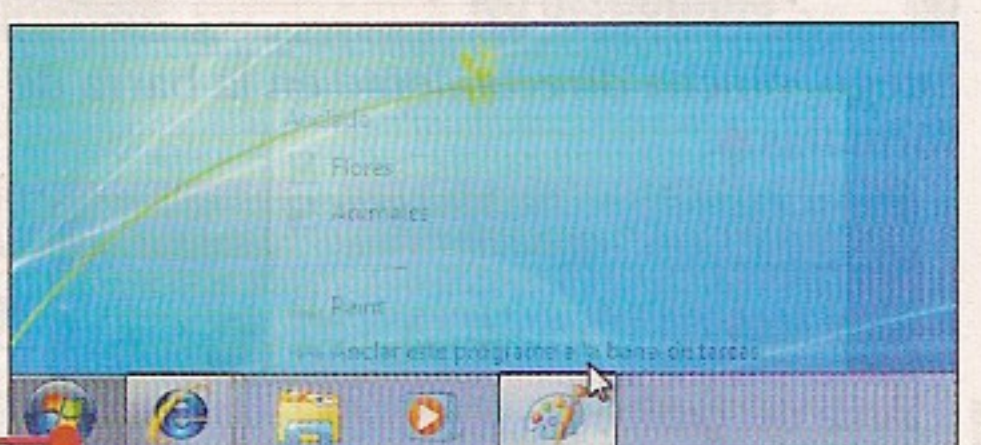 Anclado
Flores
Animales
Paint
Anclar este programa a la barra de tareas